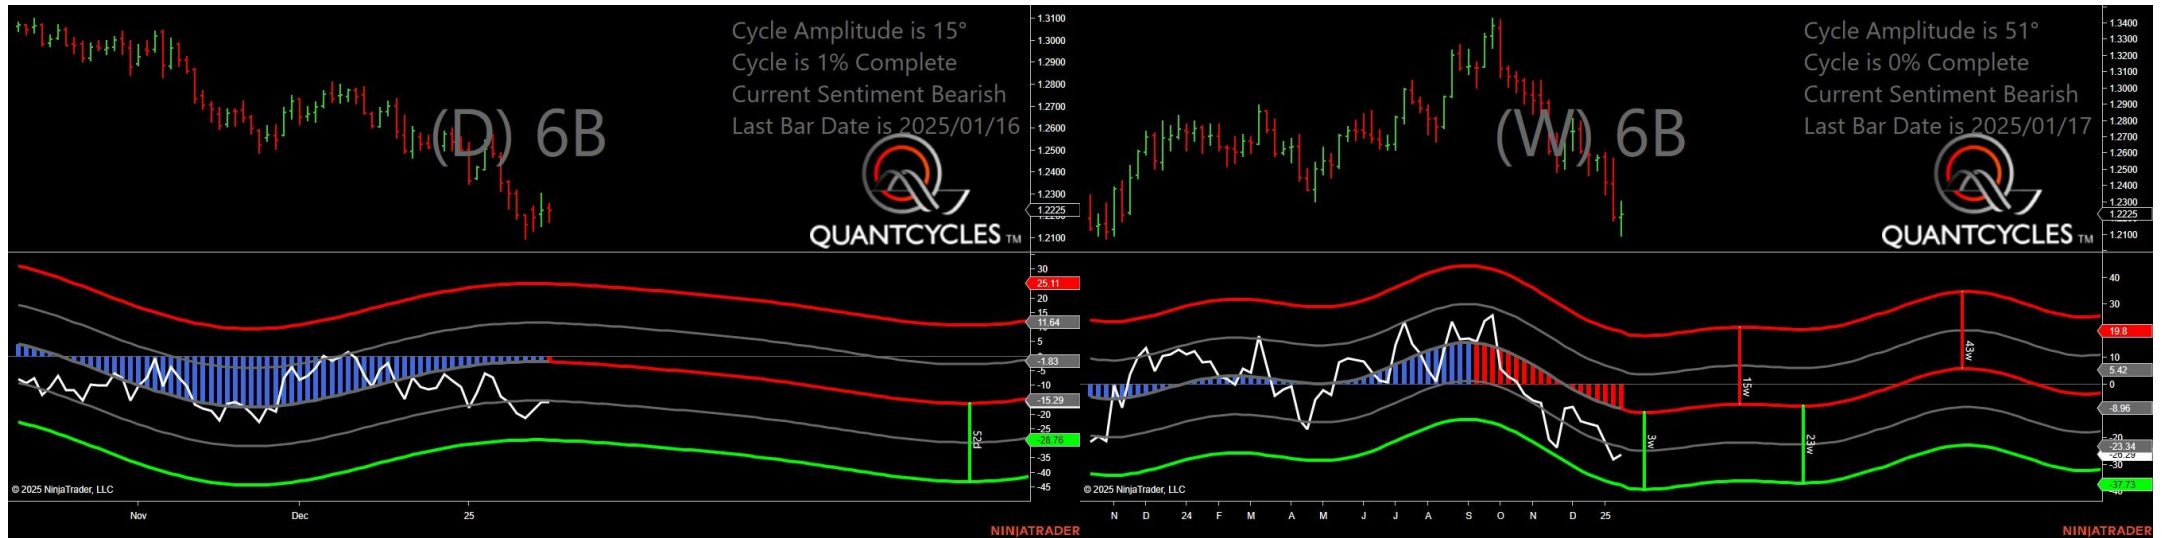 Cycle Amplitude is 15°
Cycle is 1% Complete
Current Sentiment Bearish
Last Bar Date is 2025/01/16
(D) 6B
QUANTCYCLES TM
1.3100
1.3000
1.2900
1.2800
1.2700
1.2600
1.2500
1.2400
1.2300
1.2225
1.2100
30
25.11
20
15
11.64
5
-1.83
-5
-10
-15.29
-20
-25
-28.76
-35
-40
-45
52d
© 2025 NinjaTrader, LLC
Nov Dec 25
NINJATRADER
Cycle Amplitude is 51°
Cycle is 0% Complete
Current Sentiment Bearish
Last Bar Date is 2025/01/17
(W) 6B
QUANTCYCLES TM
1.3400
1.3300
1.3200
1.3100
1.3000
1.2900
1.2800
1.2700
1.2600
1.2500
1.2400
1.2300
1.2225
1.2100
40
30
19.8
10
5.42
0
-8.96
-20
-23.34
-26.29
-30
-37.73
-40
3w
15w
23w
43w
© 2025 NinjaTrader, LLC
N D 24 F M A M J J A S O N D 25
NINJATRADER